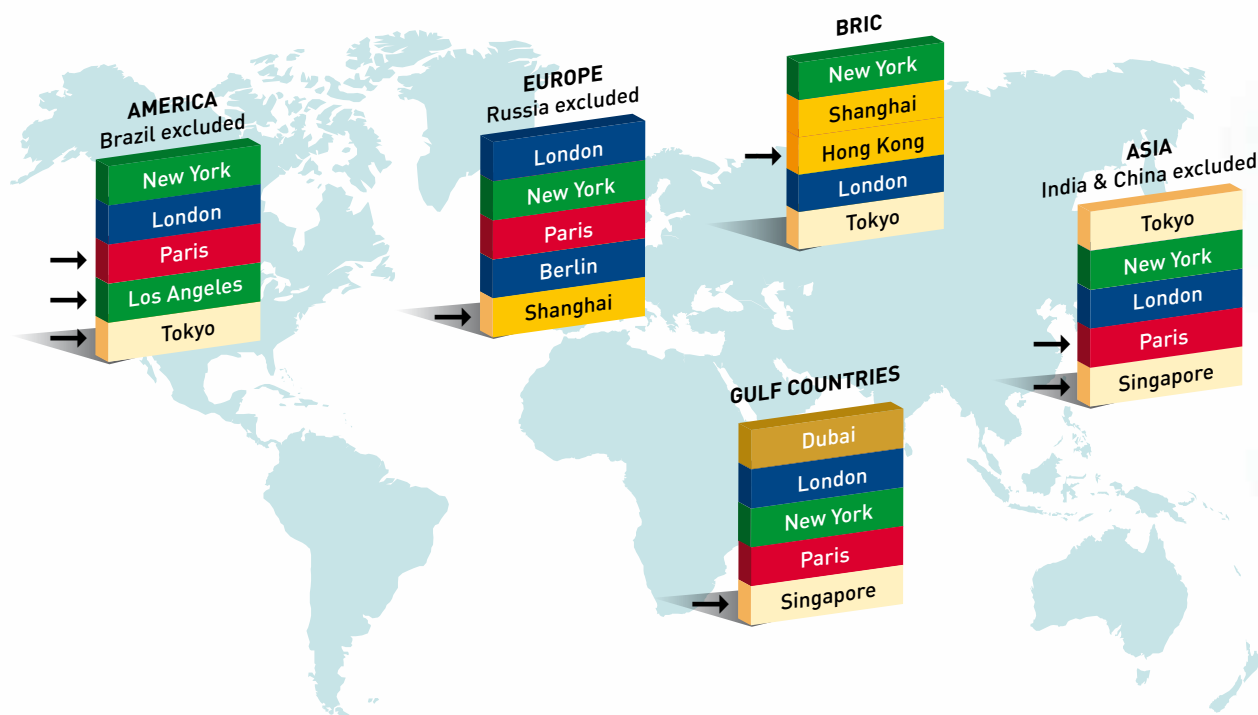 AMERICA
Brazil excluded
New York
London
Paris
Los Angeles
Tokyo
EUROPE
Russia excluded
London
New York
Paris
Berlin
Shanghai
BRIC
New York
Shanghai
Hong Kong
London
Tokyo
ASIA
India & China excluded
Tokyo
New York
London
Paris
Singapore
GULF COUNTRIES
Dubai
London
New York
Paris
Singapore